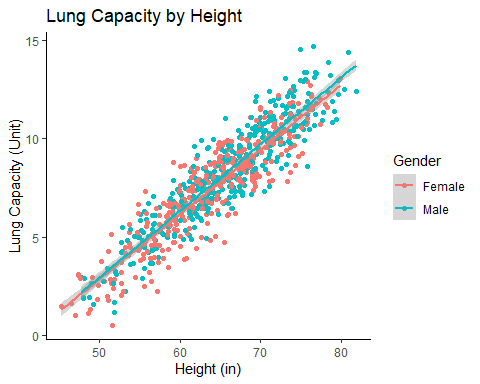 Lung Capacity by Height
Lung Capacity (Unit)
15
10
5
0
50 60 70 80
Height (in)
Gender
Female
Male